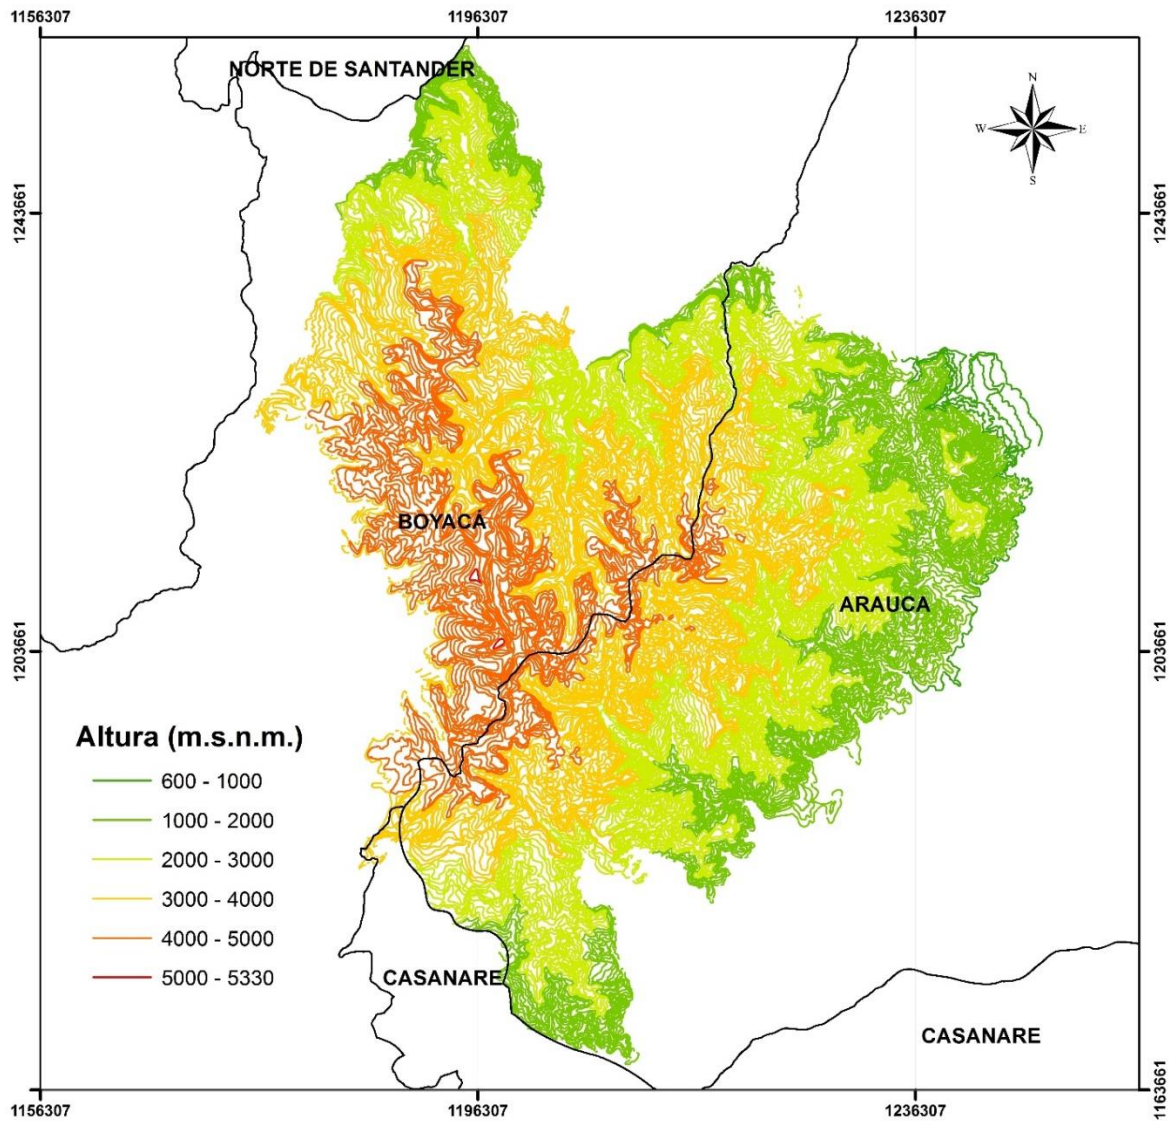 1156307
1196307
1236307
NORTE DE SANTANDER
N
W
E
S
1243661
1243661
BOYACÁ
ARAUCA
1203661
1203661
Altura (m.s.n.m.)
600 - 1000
1000 - 2000
2000 - 3000
3000 - 4000
4000 - 5000
5000 - 5330
CASANARE
CASANARE
1163661
1156307
1196307
1236307